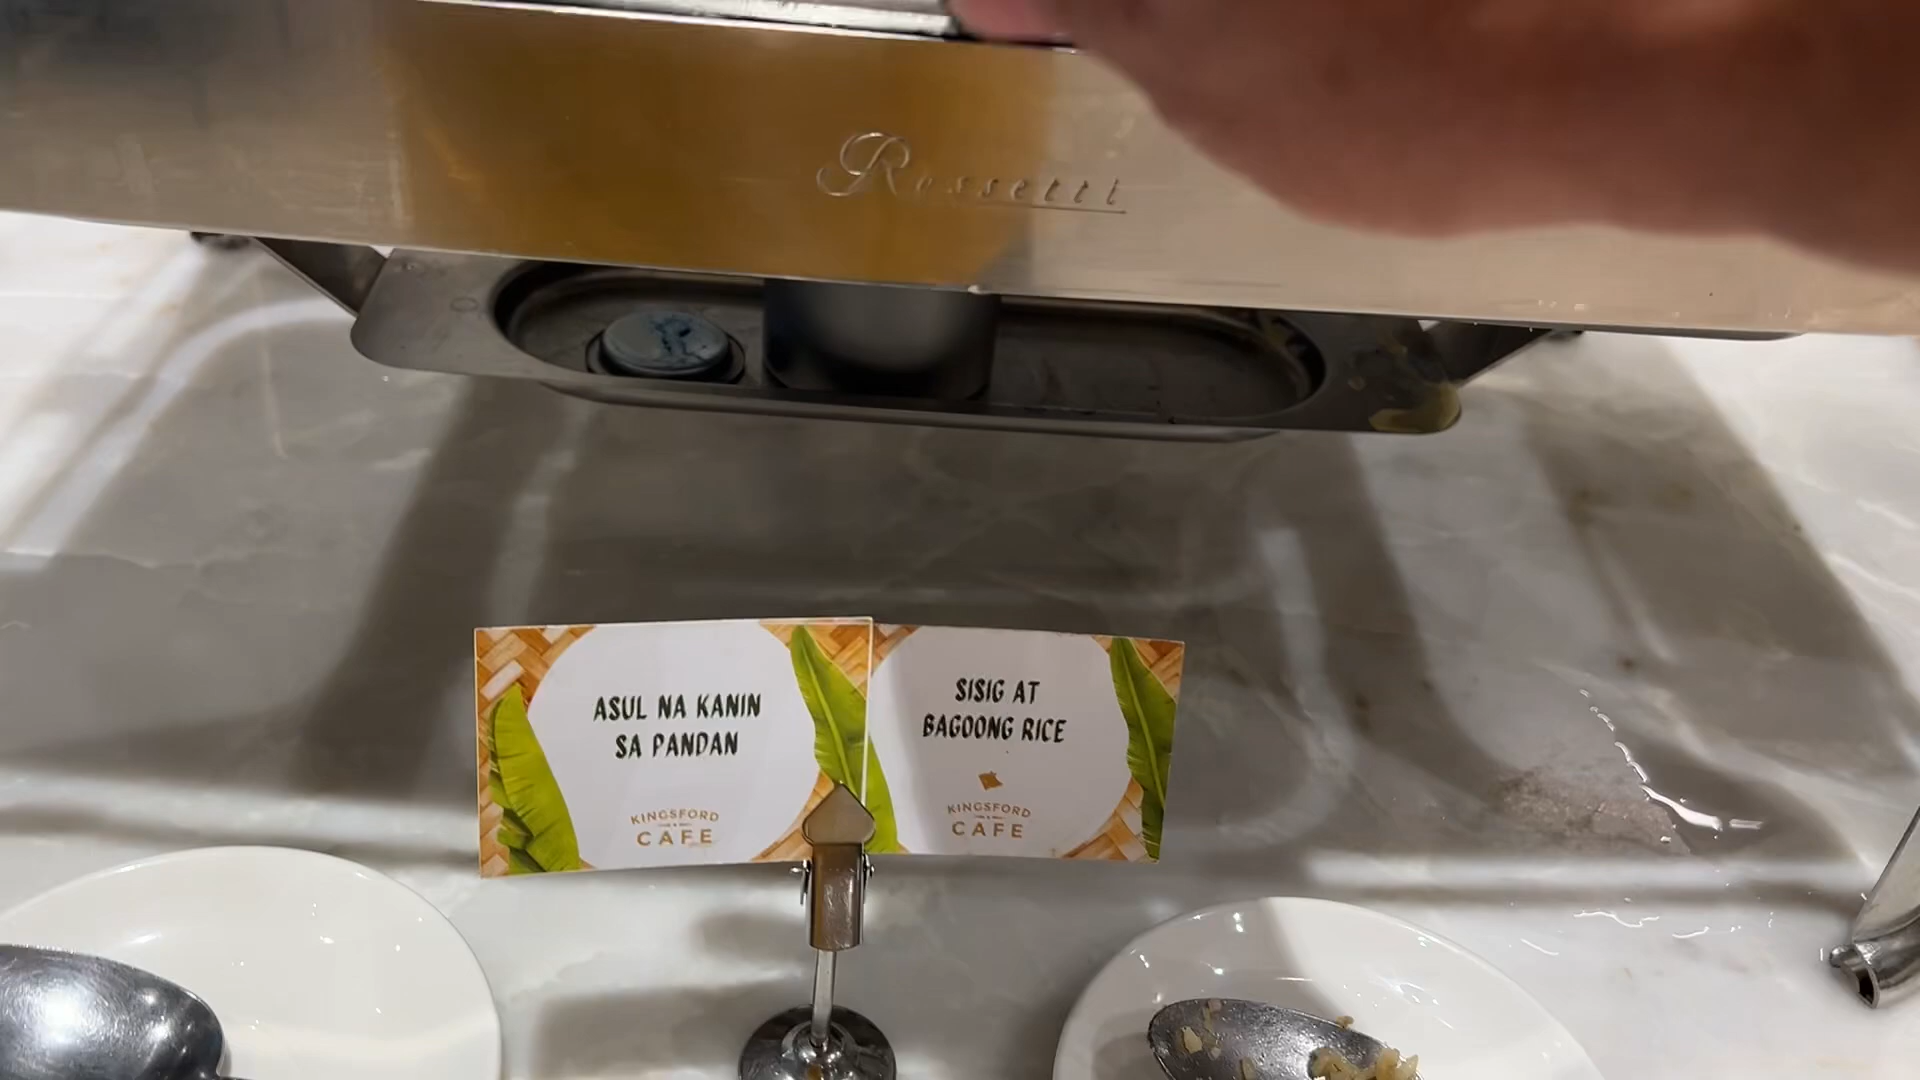 Rossetti
ASUL NA KANIN
SA PANDAN
KINGSFORD
CAFE
SISIG AT
BAGOONG RICE
KINGSFORD
CAFE